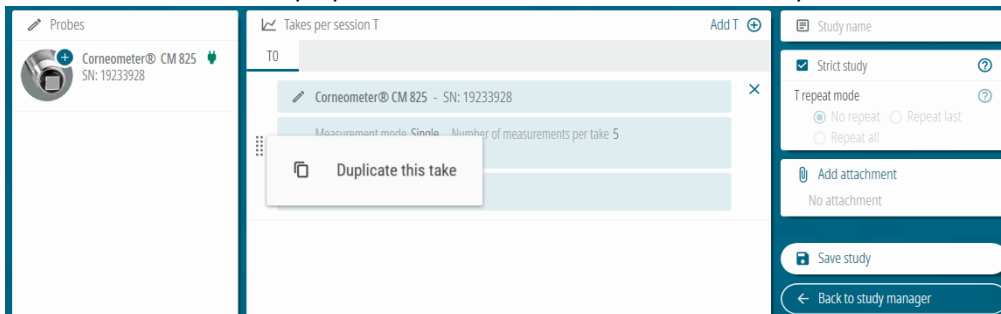 Probes
Corneometer® CM 825
SN: 19233928
Takes per session T
Add T
T0
Corneometer® CM 825 - SN: 19233928
Measurement mode Single Number of measurements per take 5
Duplicate this take
Study name
Strict study
T repeat mode
No repeat Repeat last
Repeat all
Add attachment
No attachment
Save study
Back to study manager